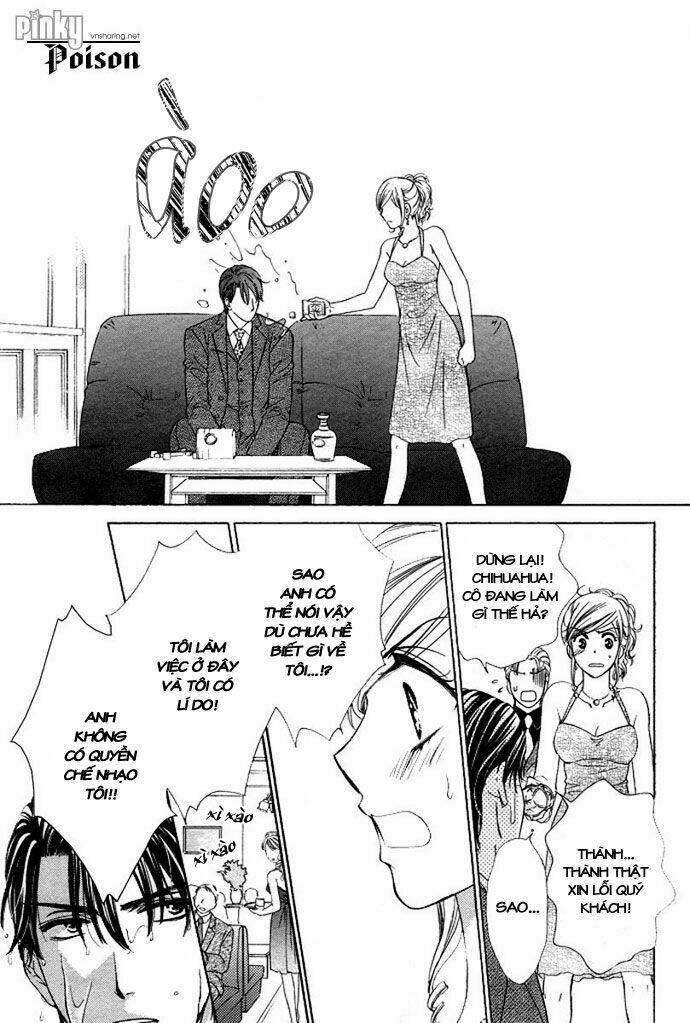 Pinky
vnsharing.net
Poison
ÀOO
DỪNG LẠI!
CHIHUAHUA!
CÔ ĐANG LÀM
GÌ THẾ HẢ?
THÀNH...
THÀNH THẬT
XIN LỖI QUÝ
KHÁCH!
SAO...
SAO
ANH CÓ
THỂ NÓI VẬY
DÙ CHƯA HỀ
BIẾT GÌ VỀ
TÔI...!?
TÔI LÀM
VIỆC Ở ĐÂY
VÀ TÔI CÓ
LÍ DO!
ANH
KHÔNG
CÓ QUYỀN
CHẾ NHẠO
TÔI!!!
xì xào
xì xào